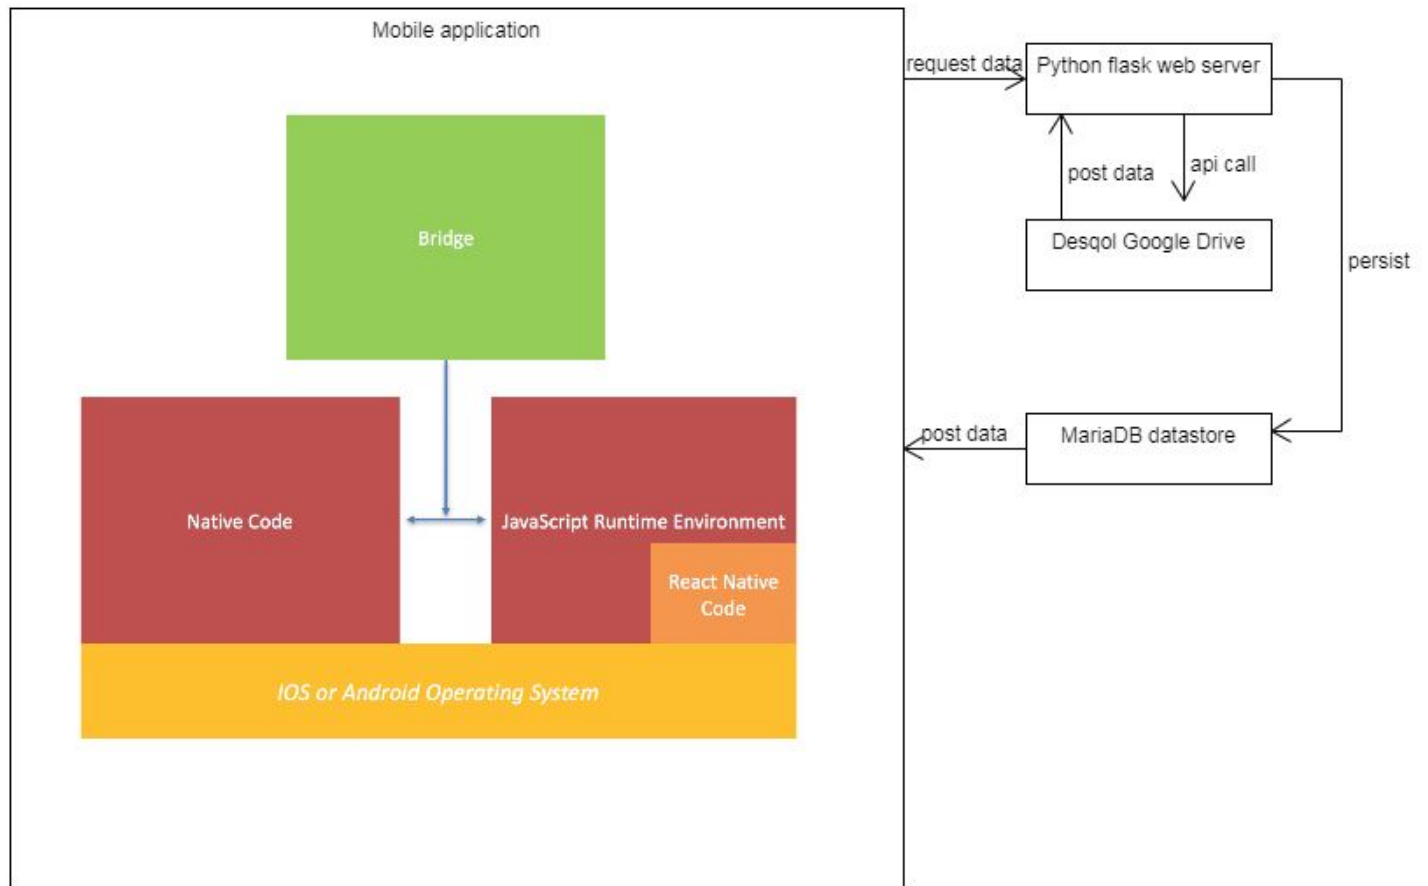 Mobile application
request data
Python flask web server
post data
api call
Desqol Google Drive
persist
Bridge
post data
MariaDB datastore
Native Code
JavaScript Runtime Environment
React Native
Code
IOS or Android Operating System